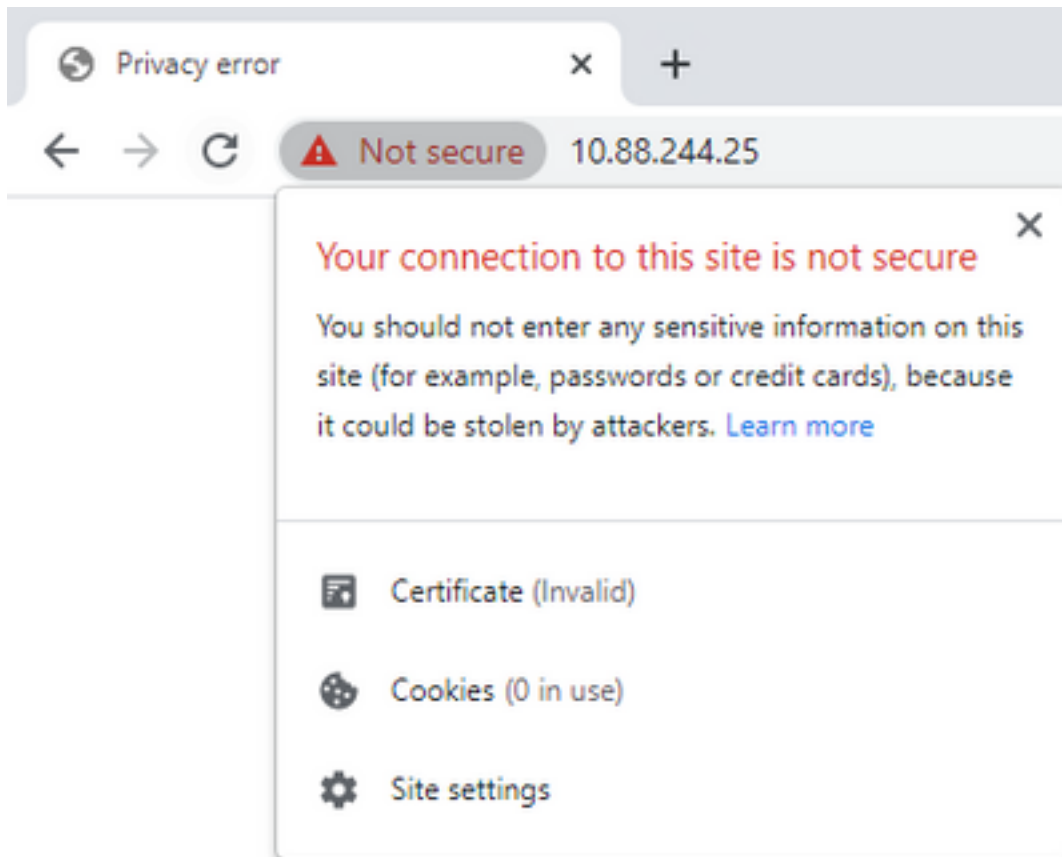 Privacy error
Not secure 10.88.244.25
Your connection to this site is not secure
You should not enter any sensitive information on this
site (for example, passwords or credit cards), because
it could be stolen by attackers. Learn more
Certificate (Invalid)
Cookies (0 in use)
Site settings